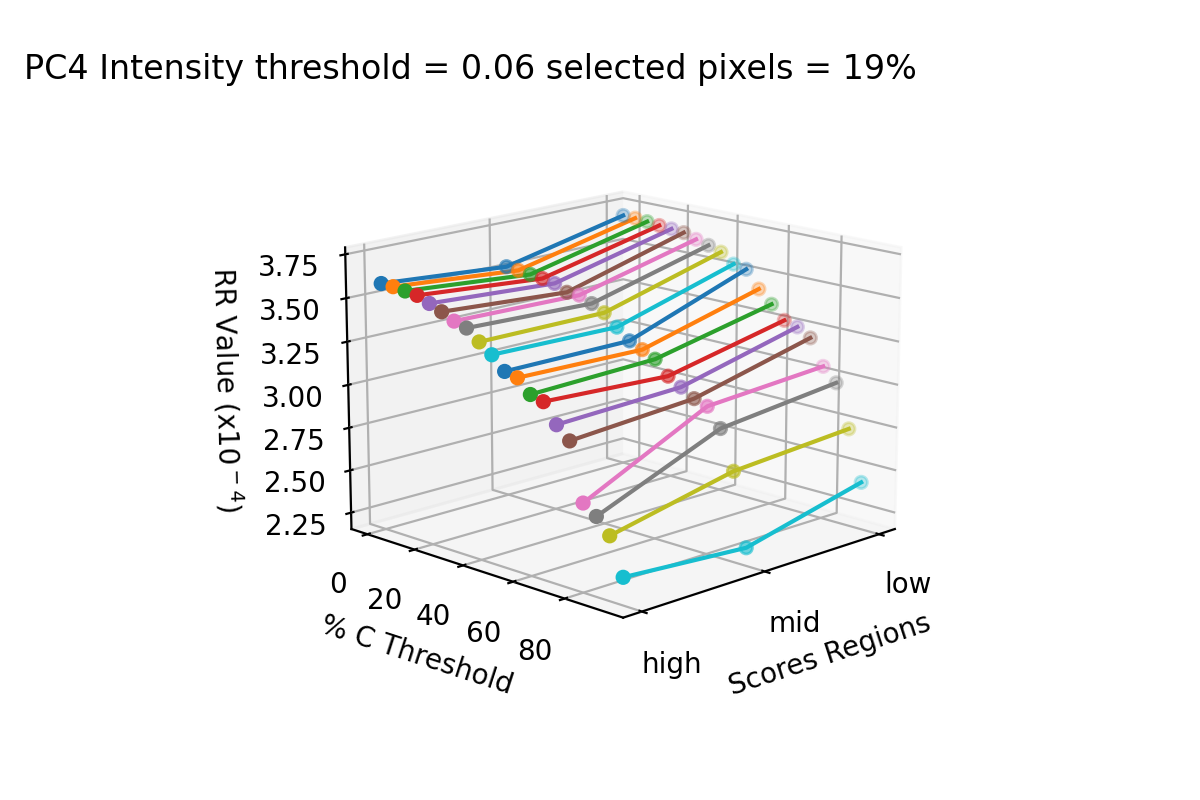 PC4 Intensity threshold = 0.06 selected pixels = 19%
3.75
3.50
3.25
3.00
2.75
2.50
2.25
RR Value (x10⁻⁴)
0
20
40
60
80
% C Threshold
high
mid
low
Scores Regions